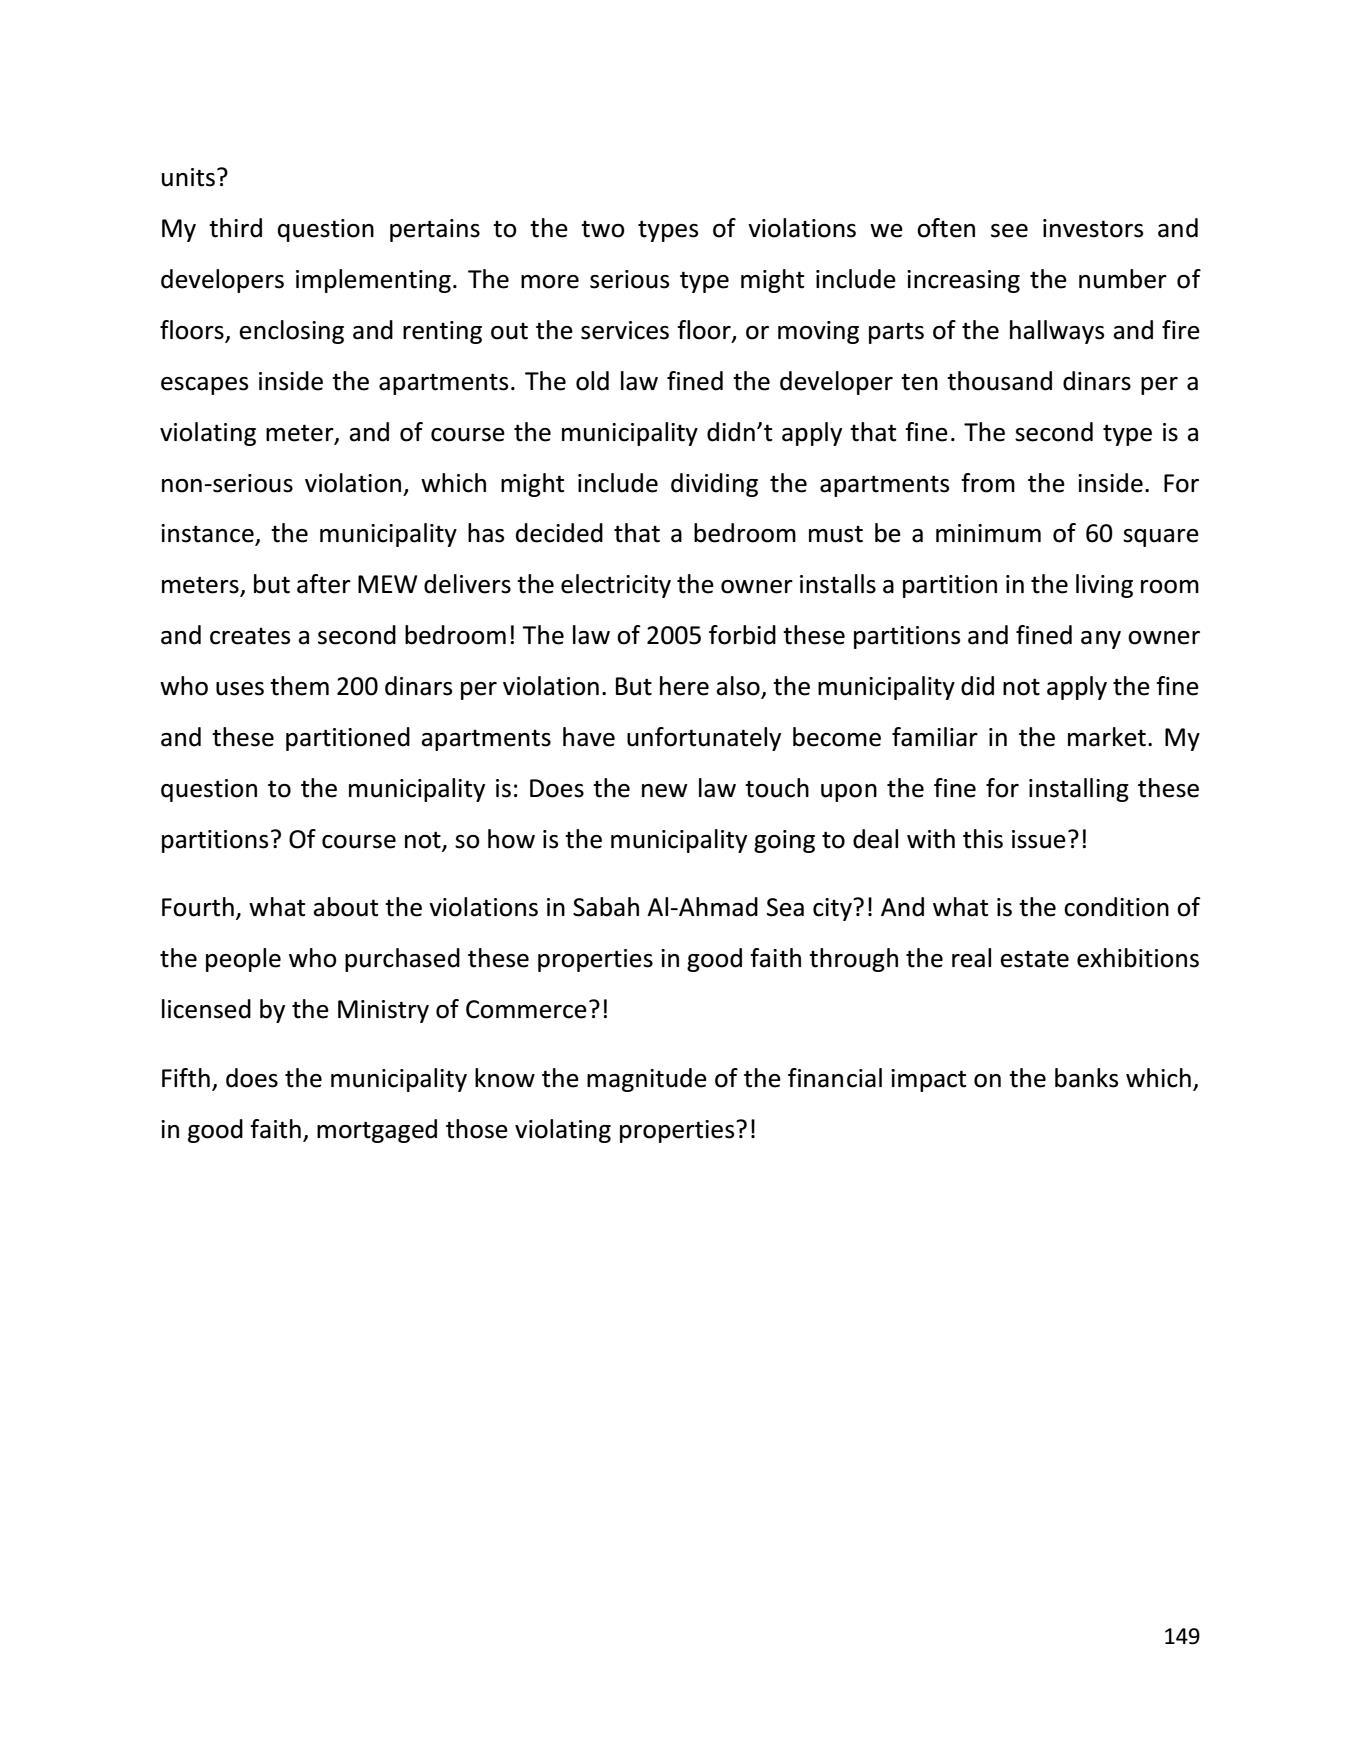 units?
My third question pertains to the two types of violations we often see investors and
developers implementing. The more serious type might include increasing the number of
floors, enclosing and renting out the services floor, or moving parts of the hallways and fire
escapes inside the apartments. The old law fined the developer ten thousand dinars per a
violating meter, and of course the municipality didn’t apply that fine. The second type is a
non-serious violation, which might include dividing the apartments from the inside. For
instance, the municipality has decided that a bedroom must be a minimum of 60 square
meters, but after MEW delivers the electricity the owner installs a partition in the living room
and creates a second bedroom! The law of 2005 forbid these partitions and fined any owner
who uses them 200 dinars per violation. But here also, the municipality did not apply the fine
and these partitioned apartments have unfortunately become familiar in the market. My
question to the municipality is: Does the new law touch upon the fine for installing these
partitions? Of course not, so how is the municipality going to deal with this issue?!
Fourth, what about the violations in Sabah Al-Ahmad Sea city?! And what is the condition of
the people who purchased these properties in good faith through the real estate exhibitions
licensed by the Ministry of Commerce?!
Fifth, does the municipality know the magnitude of the financial impact on the banks which,
in good faith, mortgaged those violating properties?!
149